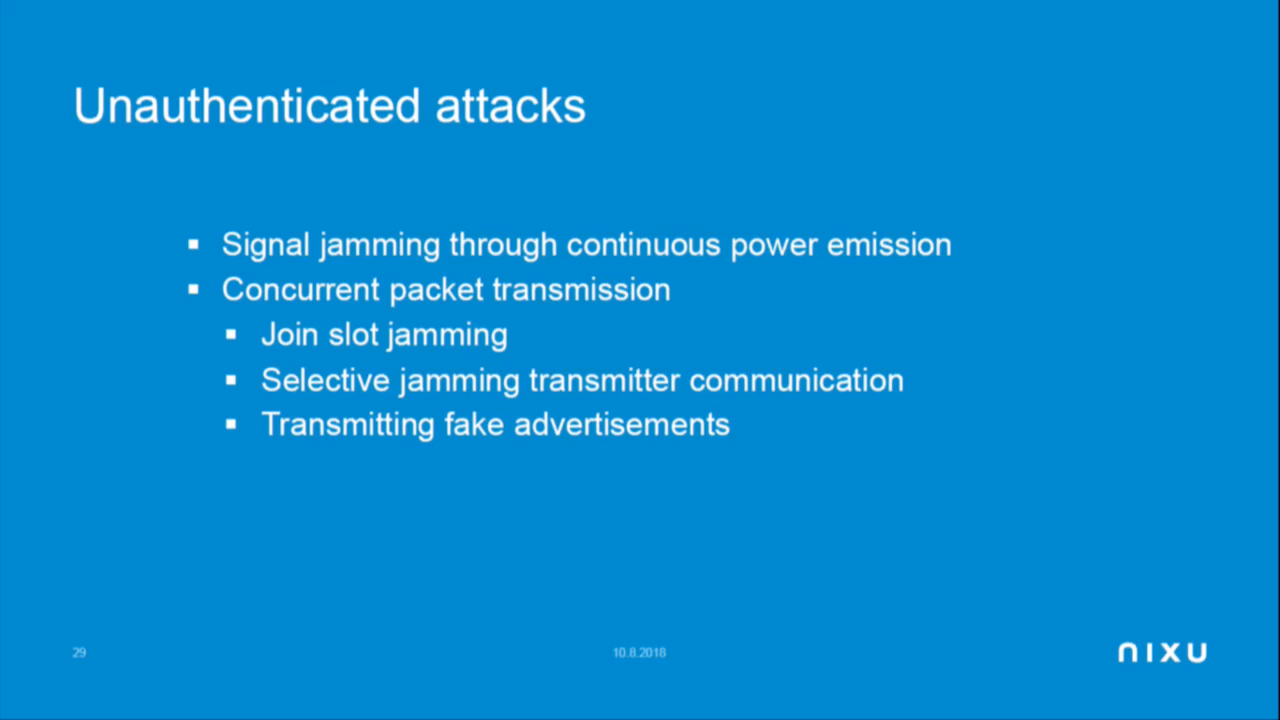 Unauthenticated attacks
▪ Signal jamming through continuous power emission
▪ Concurrent packet transmission
▪ Join slot jamming
▪ Selective jamming transmitter communication
▪ Transmitting fake advertisements
29
10.8.2018
nixu